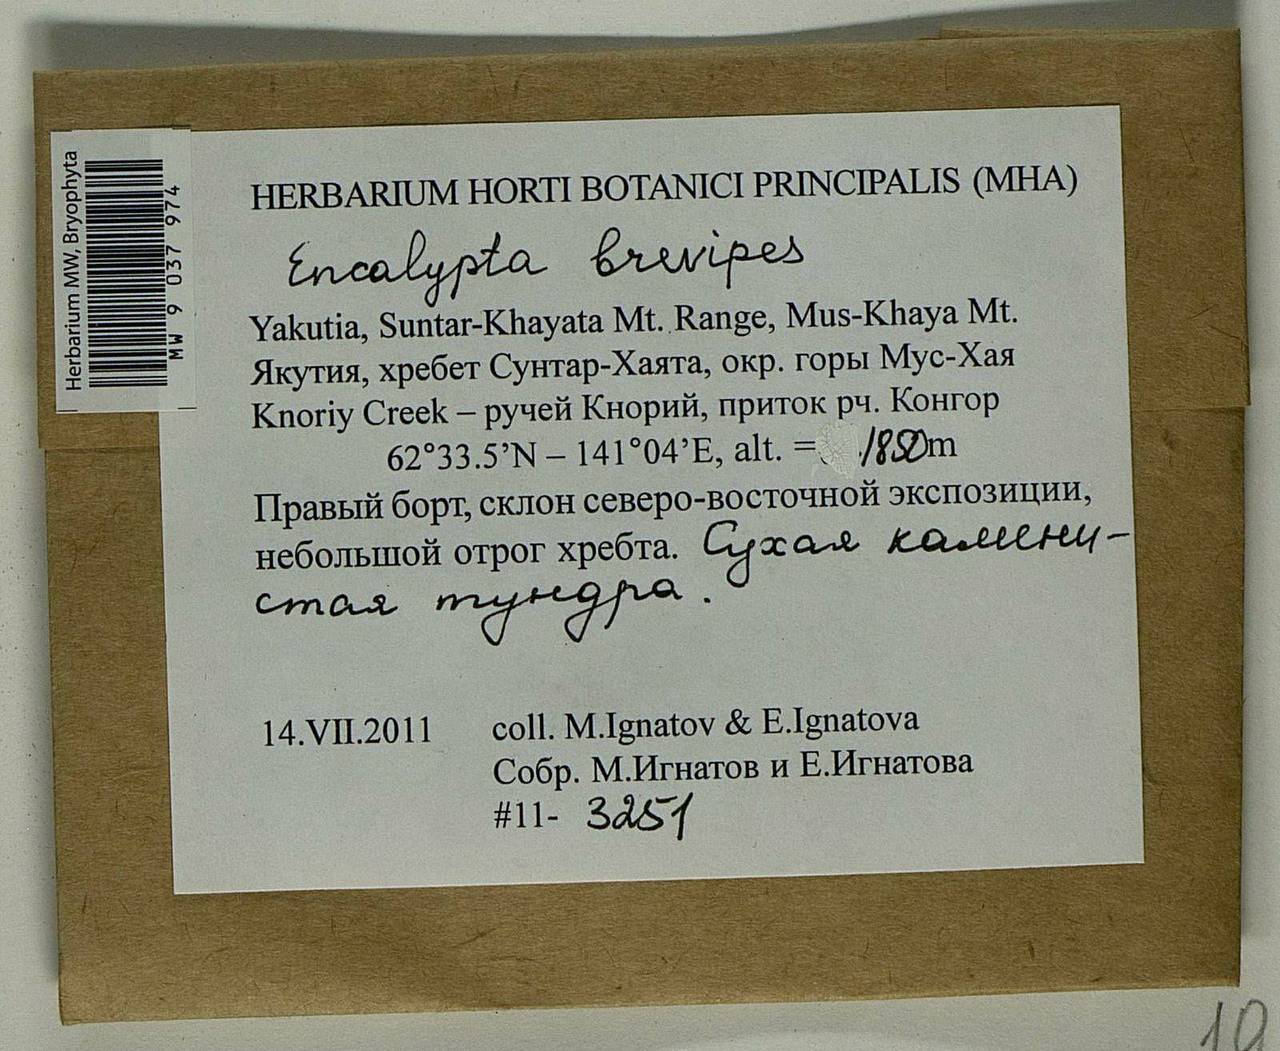 Herbarium MW, Bryophyta
MW 9 037 974
HERBARIUM HORTI BOTANICI PRINCIPALIS (MHA)
Encalypta brevipes
Yakutia, Suntar-Khayata Mt. Range, Mus-Khaya Mt.
Якутия, хребет Сунтар-Хаята, окр. горы Мус-Хая
Knoriy Creek – ручей Кнорий, приток рч. Конгор
62°33.5’N – 141°04’E, alt. = 1850m
Правый борт, склон северо-восточной экспозиции,
небольшой отрог хребта. Сухая камени-
стая тундра.
14.VII.2011 coll. M.Ignatov & E.Ignatova
Собр. М.Игнатов и Е.Игнатова
#11- 3251